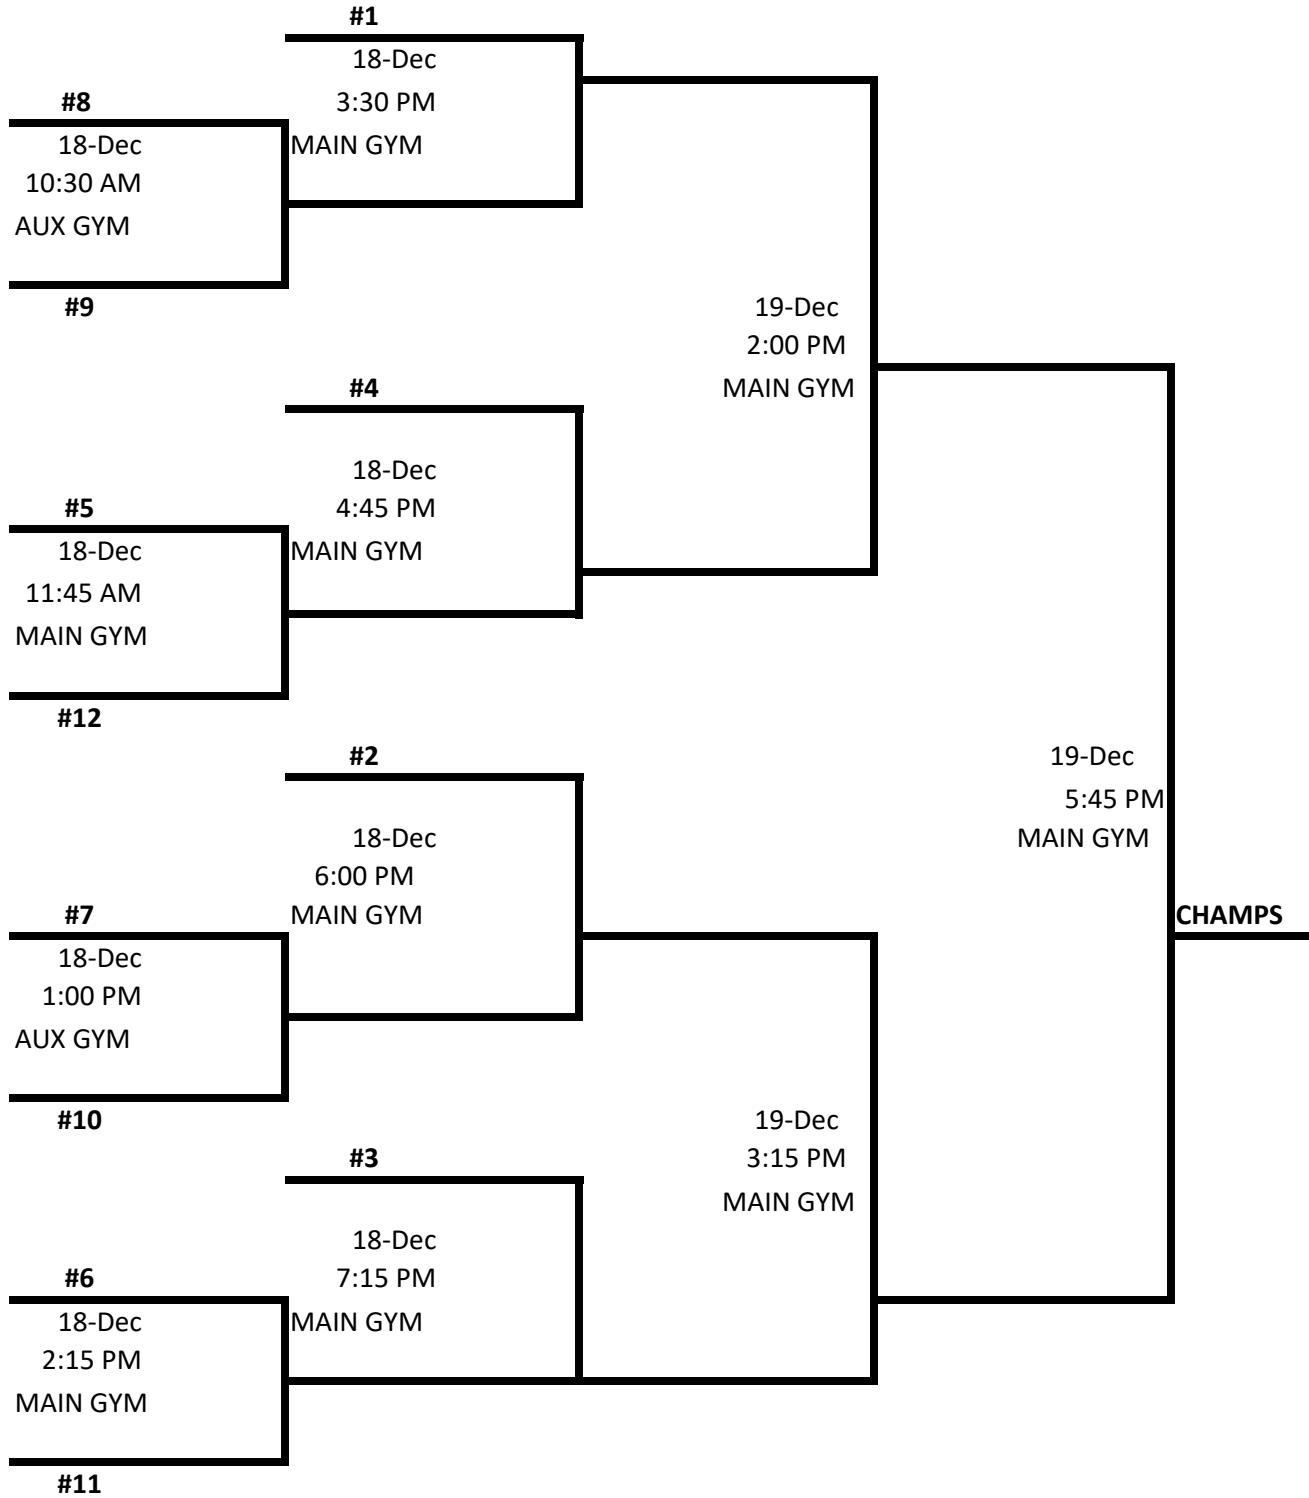 #1
18-Dec
3:30 PM
MAIN GYM
#8
18-Dec
10:30 AM
AUX GYM
#9
19-Dec
2:00 PM
MAIN GYM
#4
18-Dec
4:45 PM
MAIN GYM
#5
18-Dec
11:45 AM
MAIN GYM
#12
#2
18-Dec
6:00 PM
MAIN GYM
19-Dec
5:45 PM
MAIN GYM
CHAMPS
#7
18-Dec
1:00 PM
AUX GYM
#10
19-Dec
3:15 PM
MAIN GYM
#3
18-Dec
7:15 PM
MAIN GYM
#6
18-Dec
2:15 PM
MAIN GYM
#11